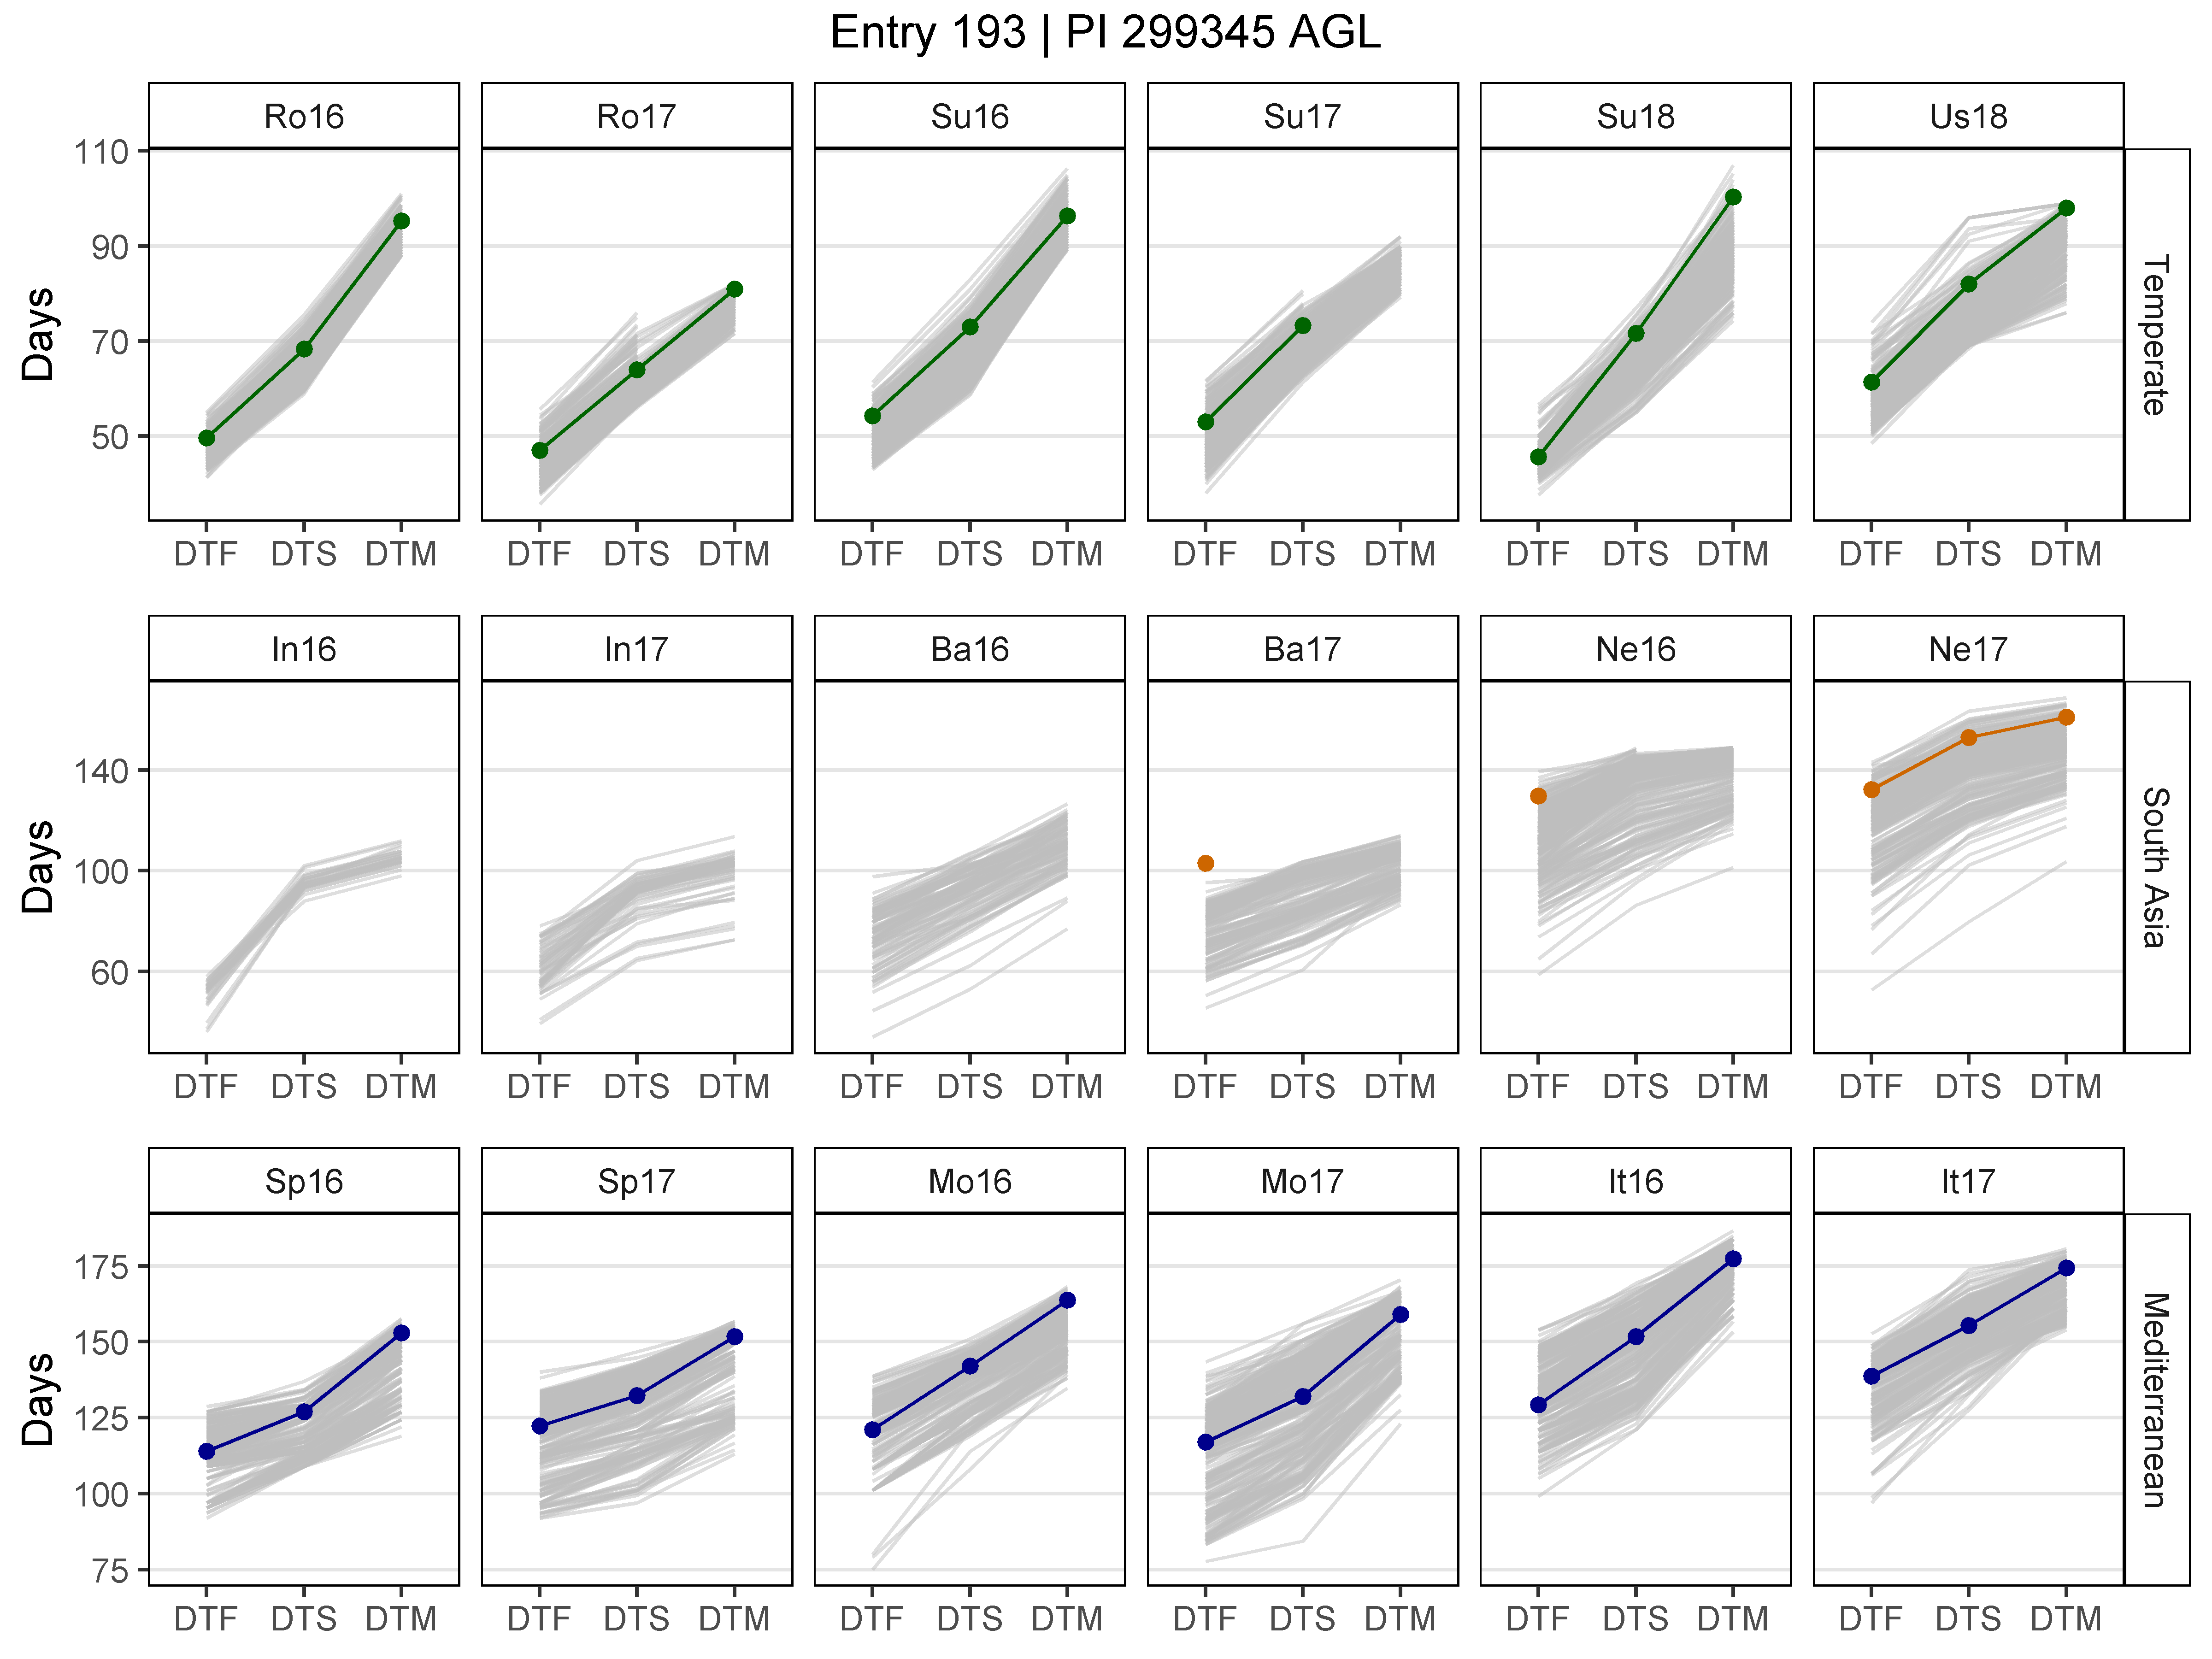 Entry 193 | PI 299345 AGL
Ro16 Ro17 Su16 Su17 Su18 Us18
110
90
70
50
Days
Temperate
DTF DTS DTM DTF DTS DTM DTF DTS DTM DTF DTS DTM DTF DTS DTM DTF DTS DTM
In16 In17 Ba16 Ba17 Ne16 Ne17
140
100
60
Days
South Asia
DTF DTS DTM DTF DTS DTM DTF DTS DTM DTF DTS DTM DTF DTS DTM DTF DTS DTM
Sp16 Sp17 Mo16 Mo17 It16 It17
175
150
125
100
75
Days
Mediterranean
DTF DTS DTM DTF DTS DTM DTF DTS DTM DTF DTS DTM DTF DTS DTM DTF DTS DTM